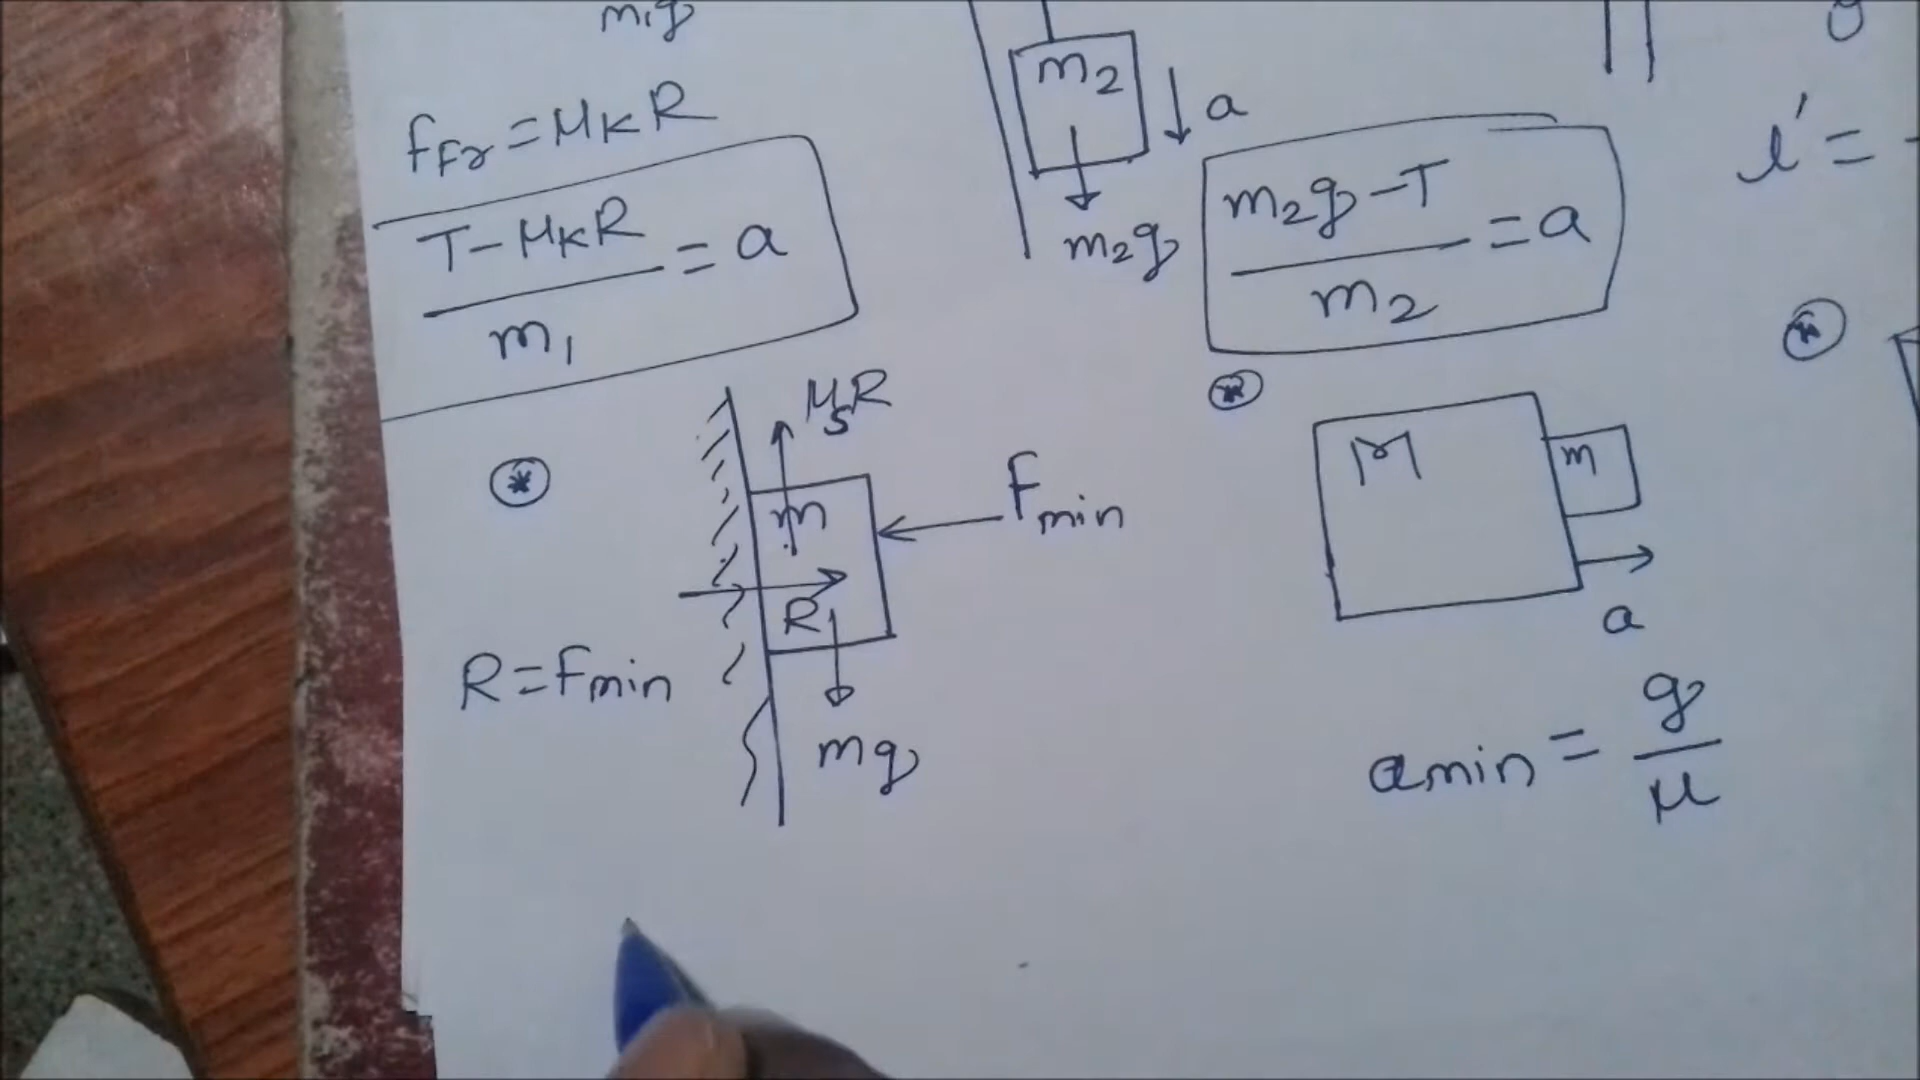 m₁g
m₂
a
m₂g
f_Fr = μ_K R
(T - μ_K R)/m₁ = a
(m₂g - T)/m₂ = a
l' =
*
μ_s R
m
F_min
R
mg
R = F_min
*
M
m
a
a_min = g/μ
*